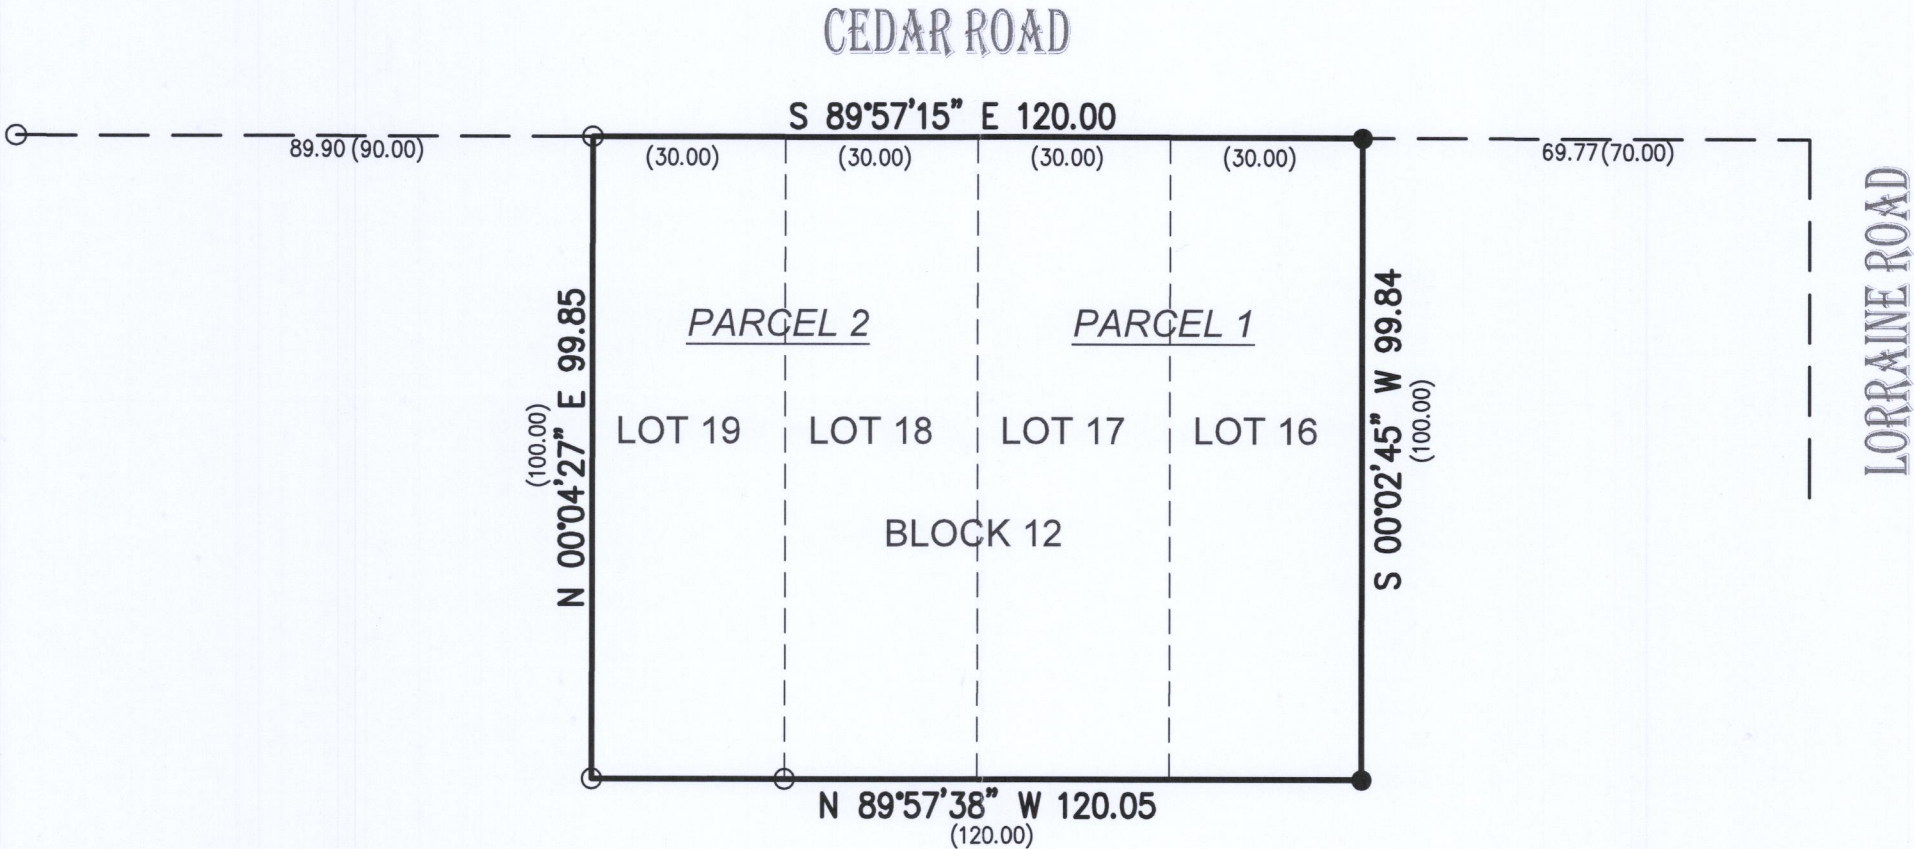 CEDAR ROAD
S 89°57'15" E 120.00
89.90 (90.00)
(30.00)
(30.00)
(30.00)
(30.00)
69.77(70.00)
LORRAINE ROAD
N 00°04'27" E 99.85
(100.00)
PARCEL 2
PARCEL 1
S 00°02'45" W 99.84
(100.00)
LOT 19
LOT 18
LOT 17
LOT 16
BLOCK 12
N 89°57'38" W 120.05
(120.00)